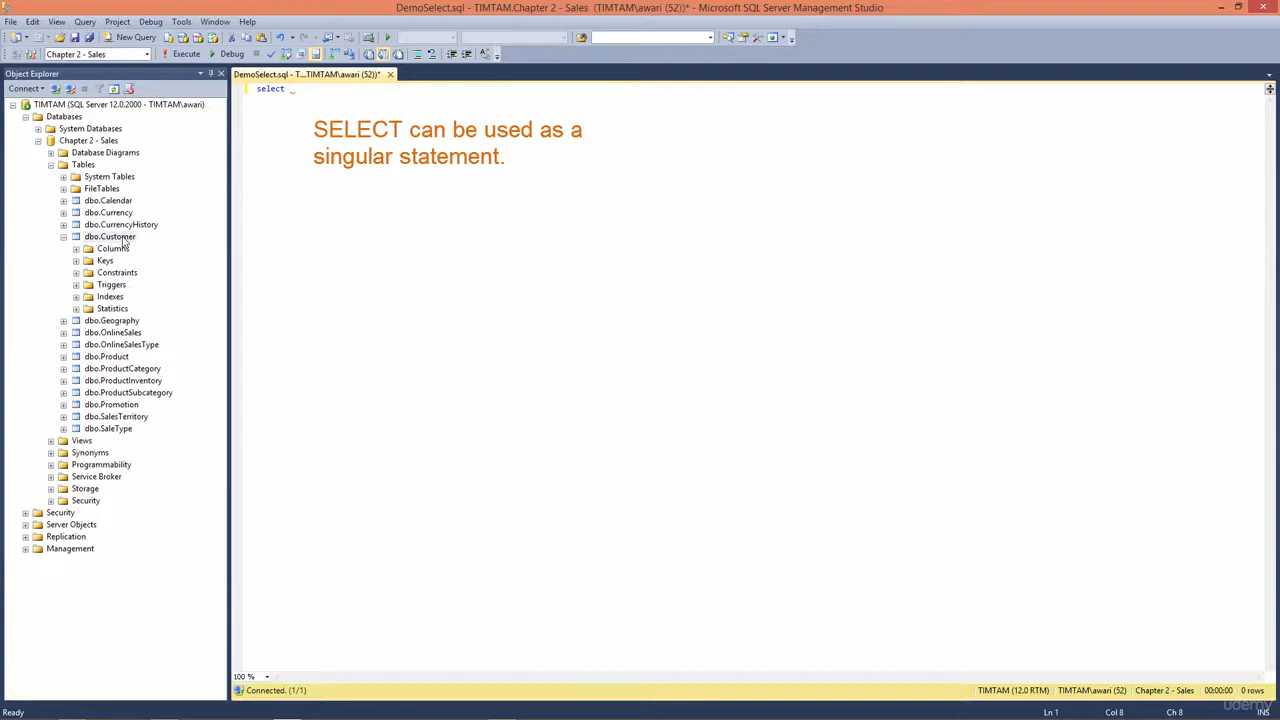 DemoSelect.sql - TIMTAM.Chapter 2 - Sales (TIMTAM\awari (52))* - Microsoft SQL Server Management Studio
File Edit View Query Project Debug Tools Window Help
New Query
Chapter 2 - Sales Execute Debug
Object Explorer
DemoSelect.sql - T...TIMTAM\awari (52))*
Connect
select
TIMTAM (SQL Server 12.0.2000 - TIMTAM\awari)
Databases
System Databases
Chapter 2 - Sales
Database Diagrams
Tables
System Tables
FileTables
dbo.Calendar
dbo.Currency
dbo.CurrencyHistory
dbo.Customer
Columns
Keys
Constraints
Triggers
Indexes
Statistics
dbo.Geography
dbo.OnlineSales
dbo.OnlineSalesType
dbo.Product
dbo.ProductCategory
dbo.ProductInventory
dbo.ProductSubcategory
dbo.Promotion
dbo.SalesTerritory
dbo.SaleType
Views
Synonyms
Programmability
Service Broker
Storage
Security
Security
Server Objects
Replication
Management
SELECT can be used as a
singular statement.
100 %
Connected. (1/1) TIMTAM (12.0 RTM) TIMTAM\awari (52) Chapter 2 - Sales 00:00:00 0 rows
udemy
Ready Ln 1 Col 8 Ch 8 INS